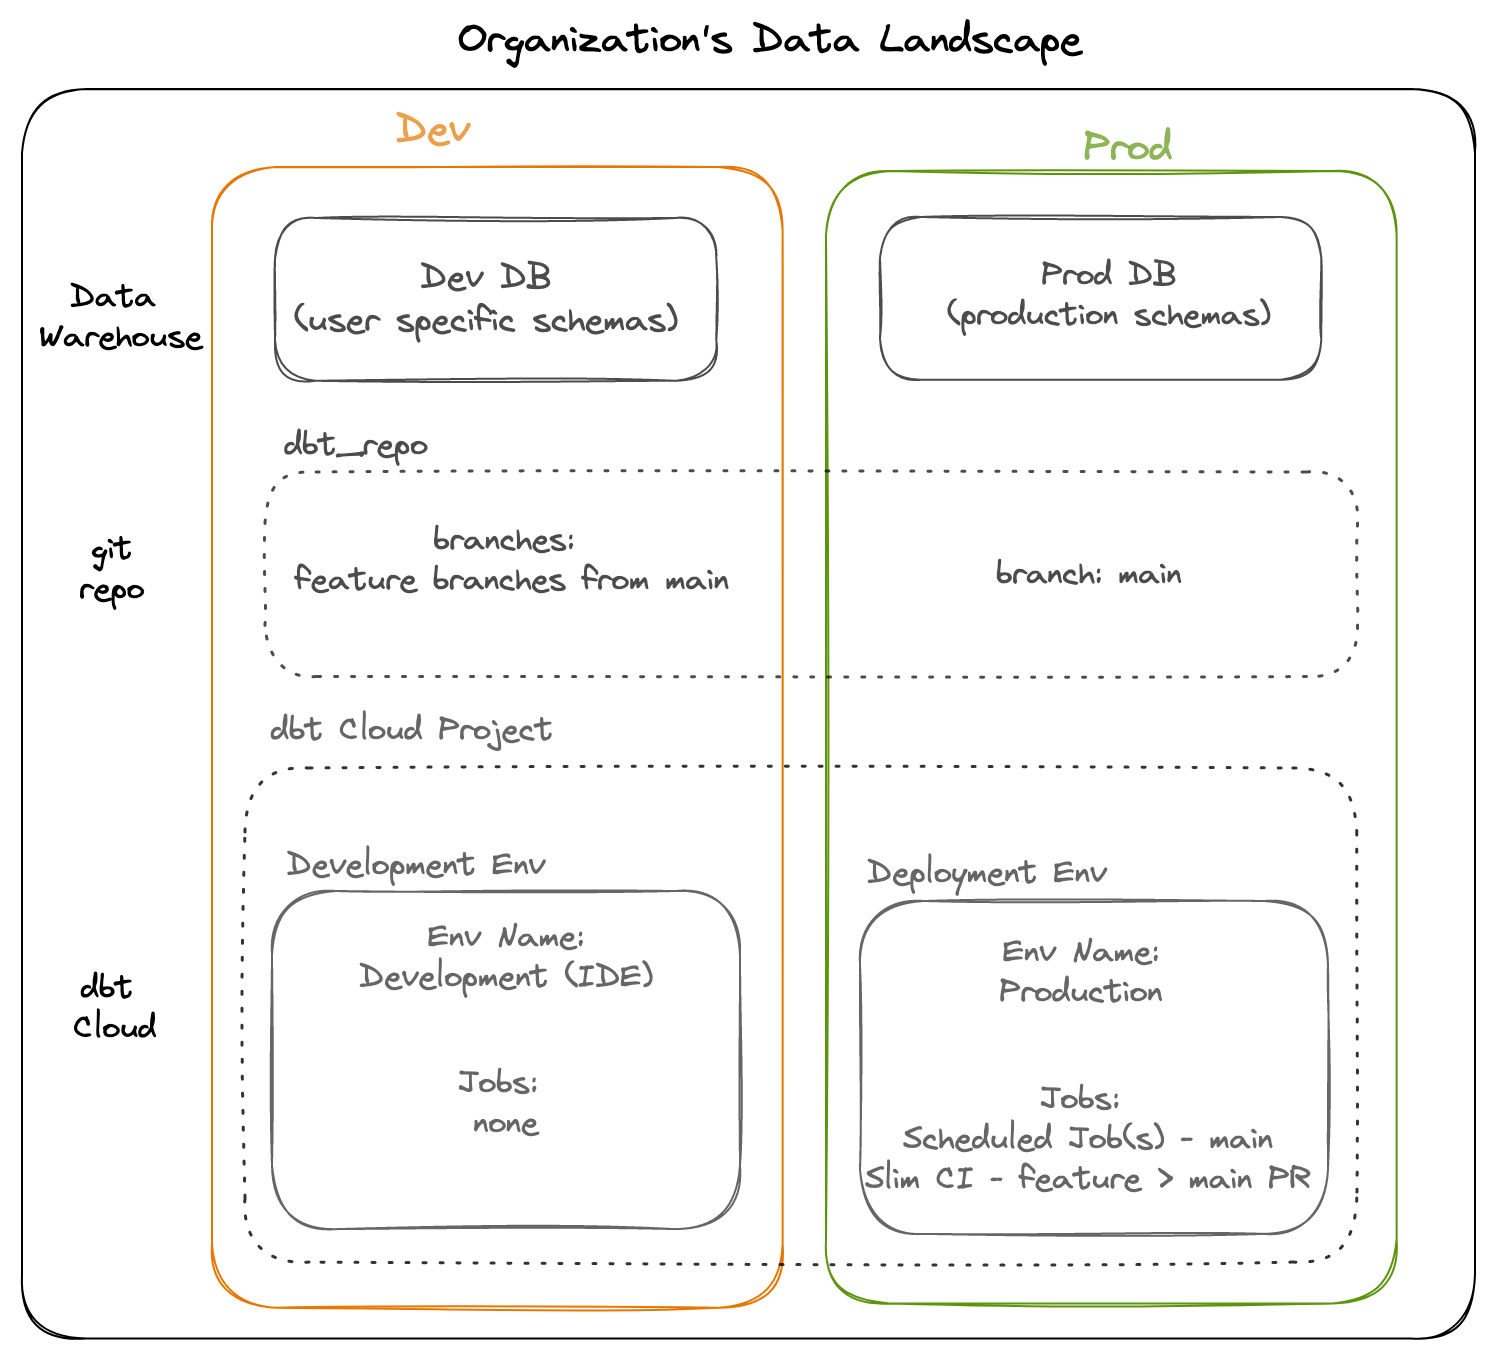 Organization's Data Landscape
Dev
Prod
Data
Warehouse
Dev DB
(user specific schemas)
Prod DB
(production schemas)
dbt_repo
git
repo
branches:
feature branches from main
branch: main
dbt Cloud Project
dbt
Cloud
Development Env
Env Name:
Development (IDE)
Jobs:
none
Deployment Env
Env Name:
Production
Jobs:
Scheduled Job(s) - main
Slim CI - feature > main PR